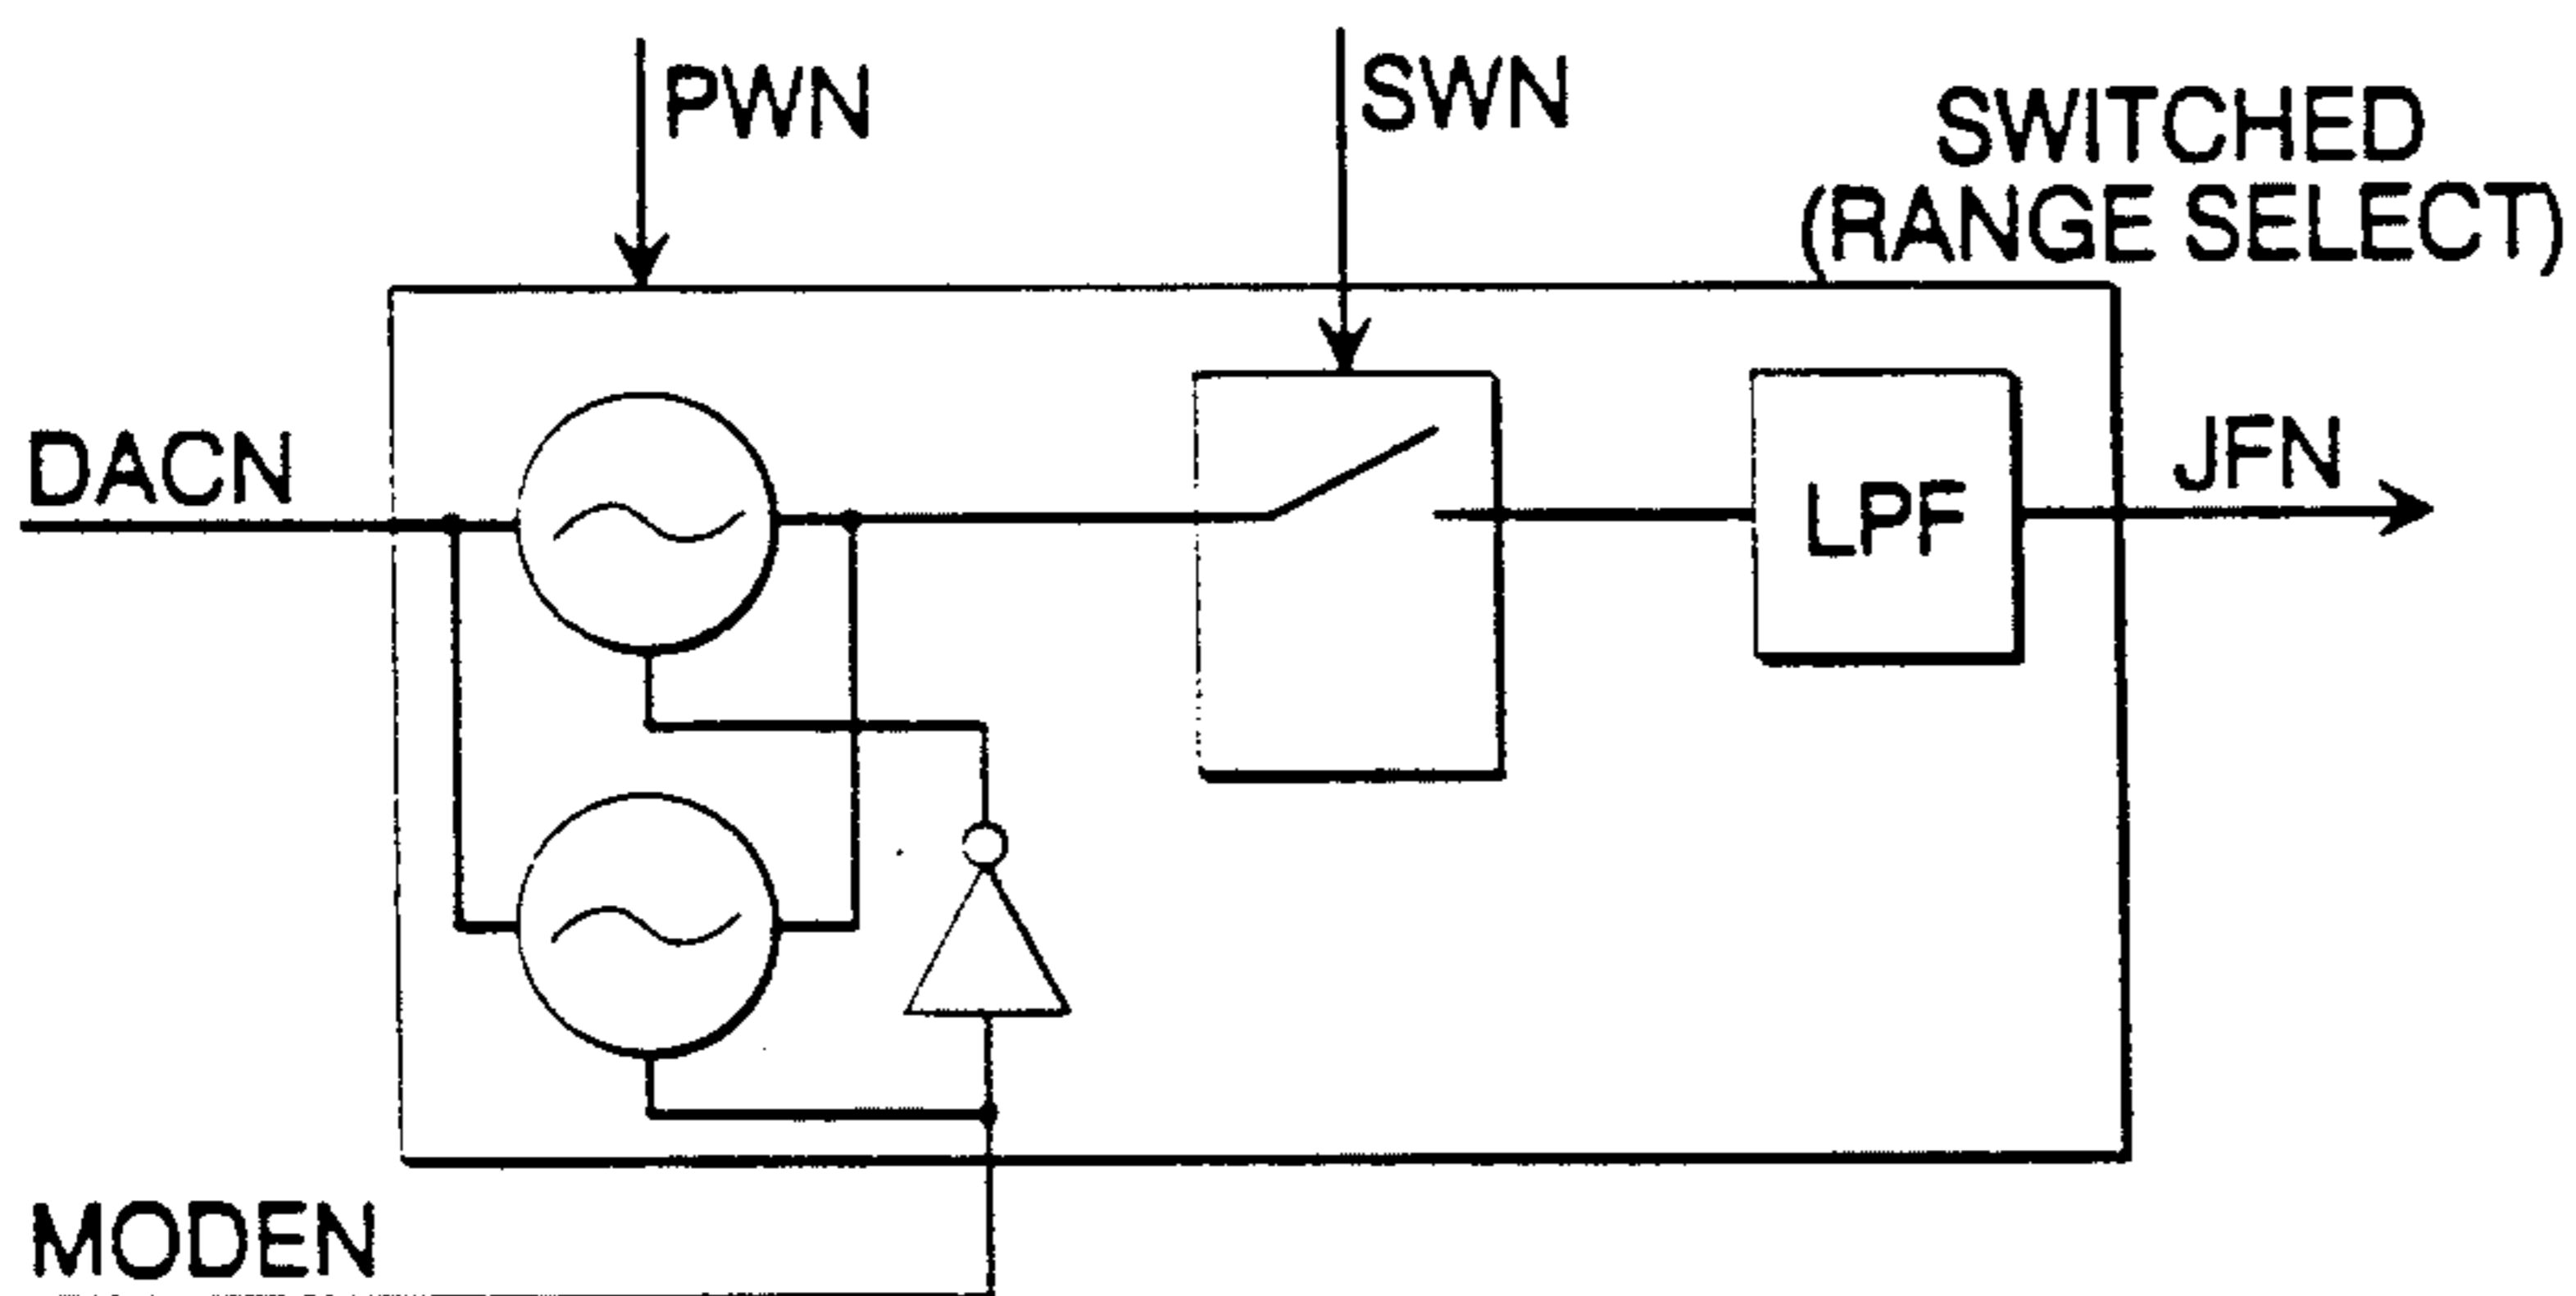 PWN
SWN
SWITCHED
(RANGE SELECT)
DACN
LPF
JFN
MODEN